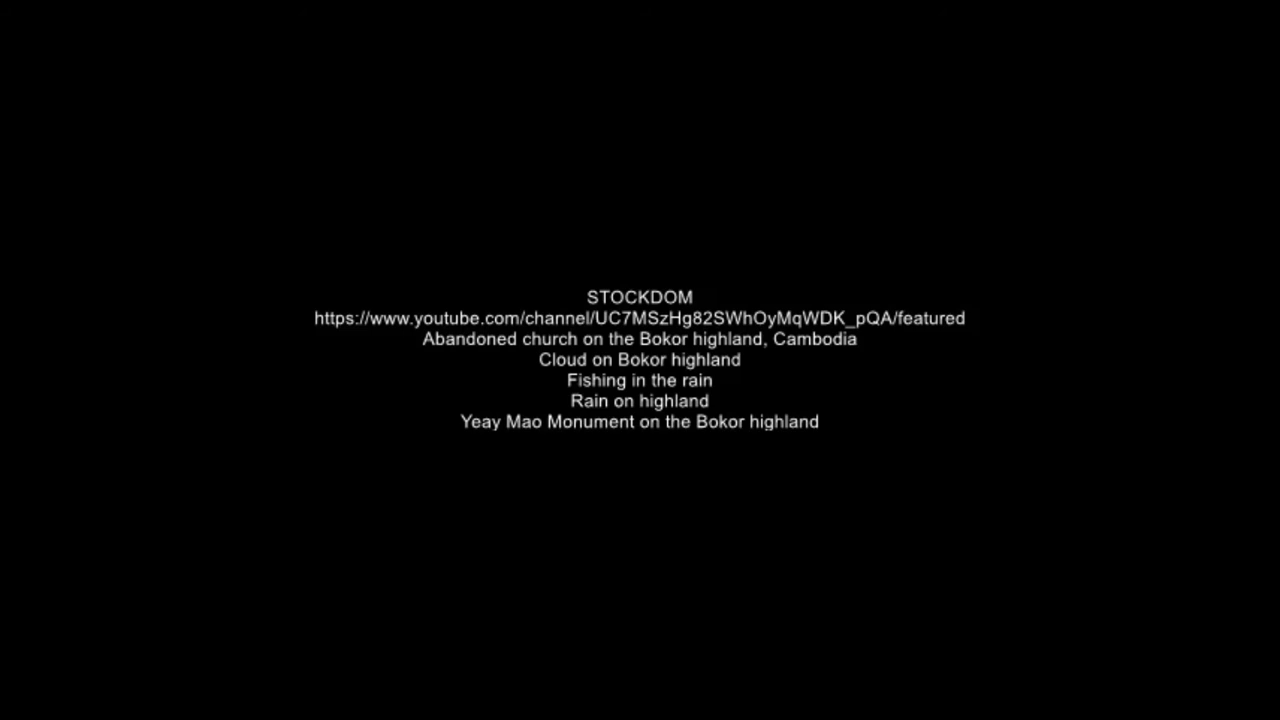 STOCKDOM
https://www.youtube.com/channel/UC7MSzHg82SWhOyMqWDK_pQA/featured
Abandoned church on the Bokor highland, Cambodia
Cloud on Bokor highland
Fishing in the rain
Rain on highland
Yeay Mao Monument on the Bokor highland